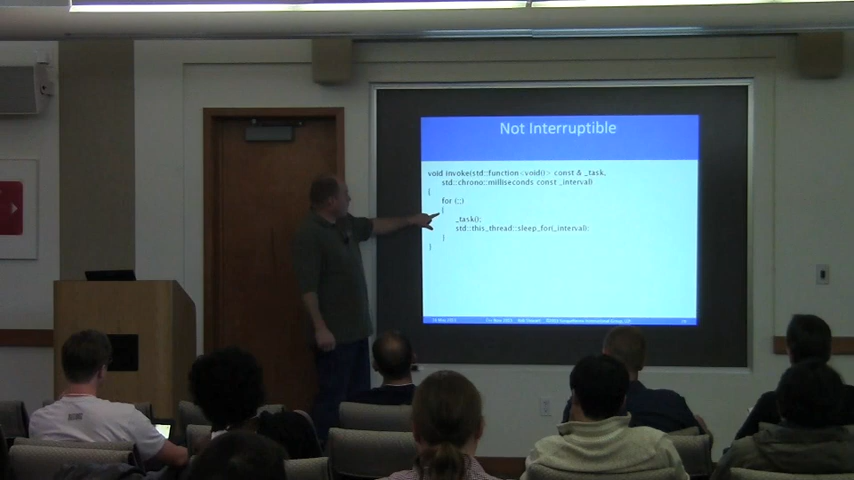 Not Interruptible
void invoke(std::function<void()> const & _task,
std::chrono::milliseconds const _interval)
{
for (;;)
{
_task();
std::this_thread::sleep_for(_interval);
}
}